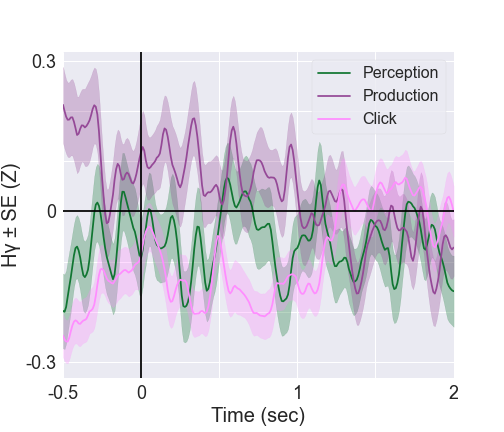 Perception
Production
Click
0.3
0
-0.3
Hγ ± SE (Z)
-0.5
0
1
2
Time (sec)